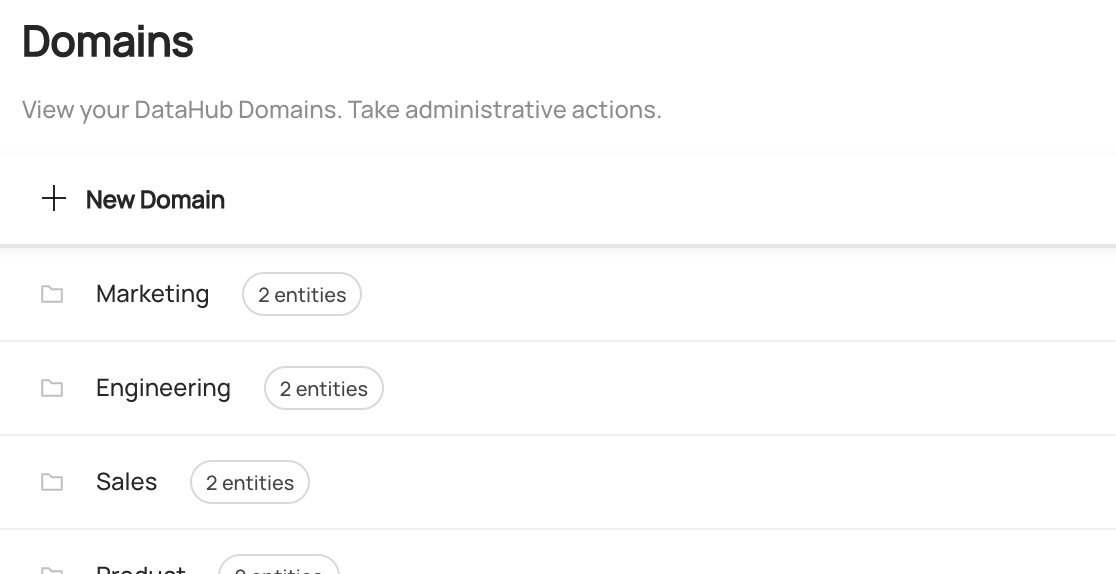 Domains
View your DataHub Domains. Take administrative actions.
New Domain
Marketing 2 entities
Engineering 2 entities
Sales 2 entities
Product entities